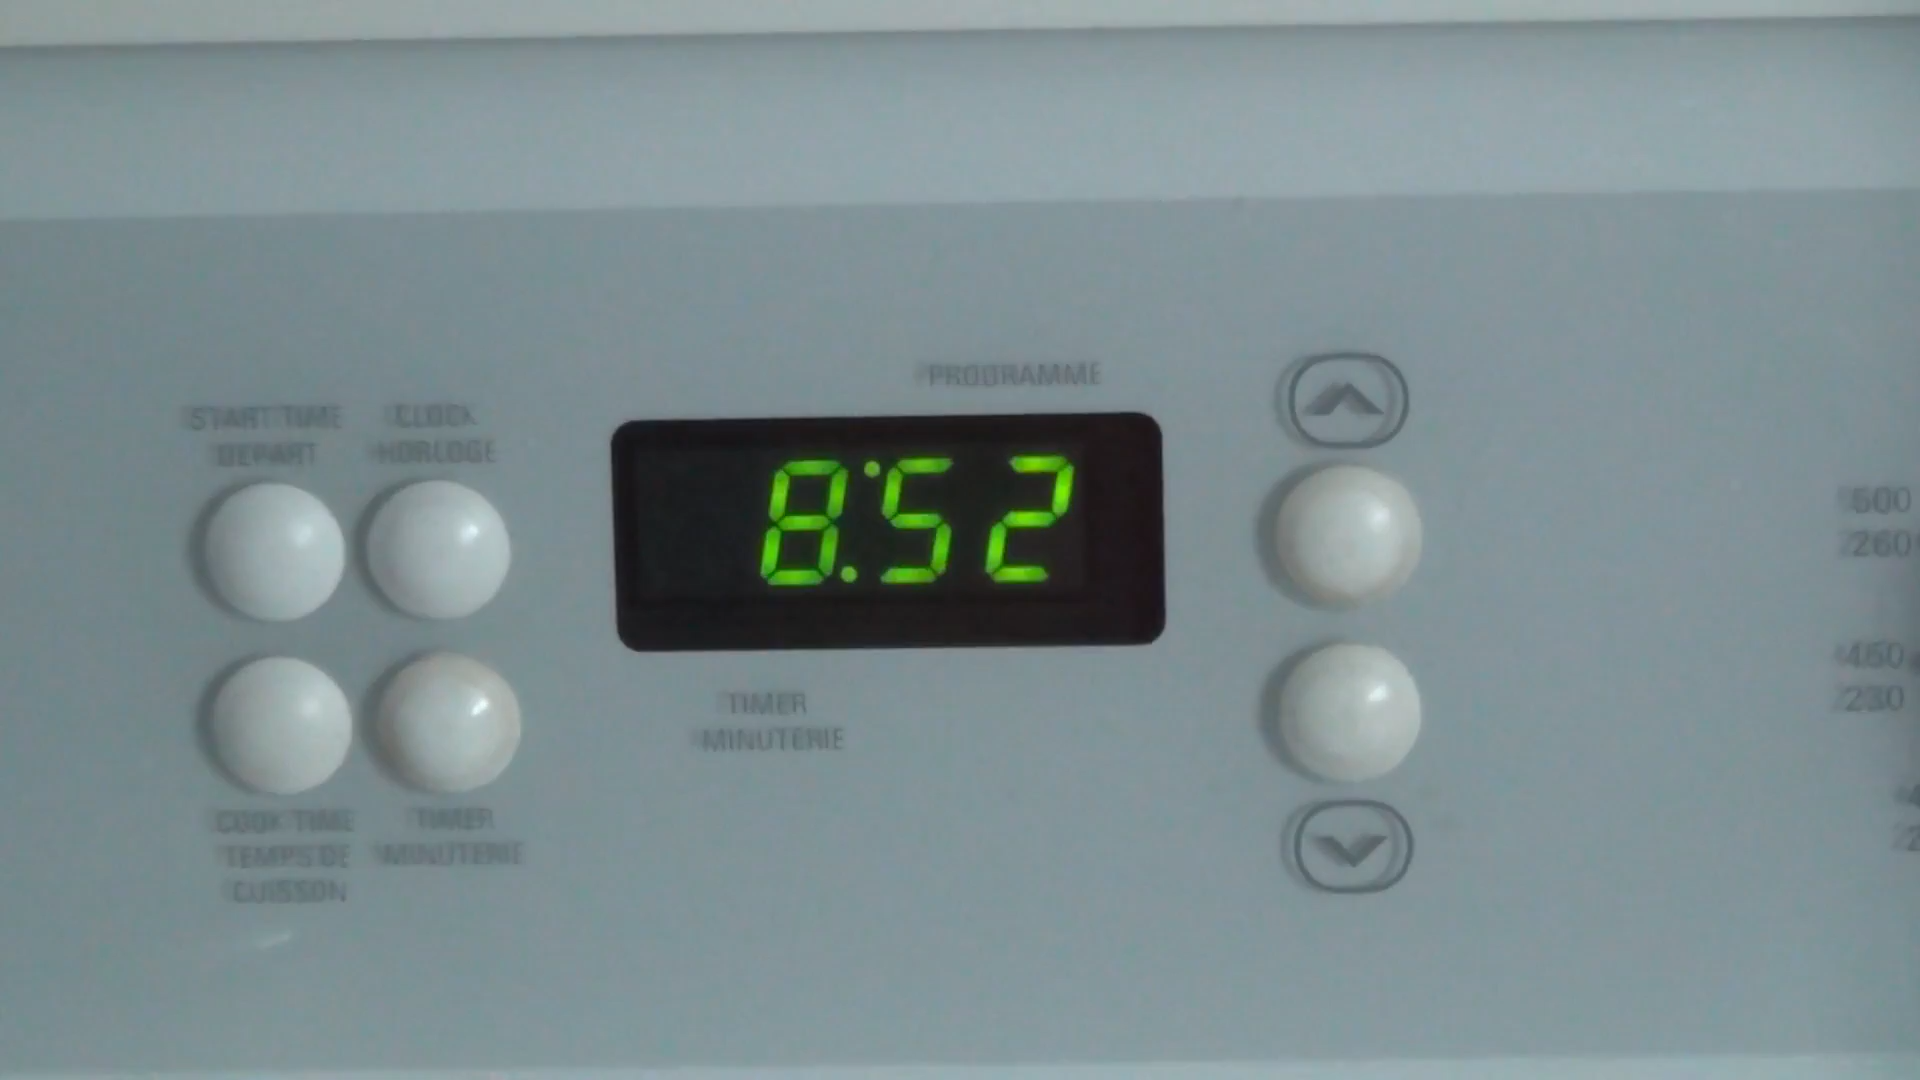 PROGRAMME
START TIME
DEPART
CLOCK
HORLOGE
8:52
TIMER
MINUTERIE
COOK TIME
TEMPS DE
CUISSON
TIMER
MINUTERIE
500
260
450
230